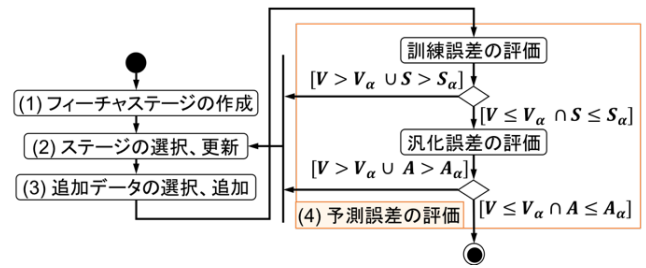 (1) フィーチャステージの作成
(2) ステージの選択、更新
(3) 追加データの選択、追加
訓練誤差の評価
[V > Vα ∪ S > Sα]
[V ≤ Vα ∩ S ≤ Sα]
汎化誤差の評価
[V > Vα ∪ A > Aα]
[V ≤ Vα ∩ A ≤ Aα]
(4) 予測誤差の評価